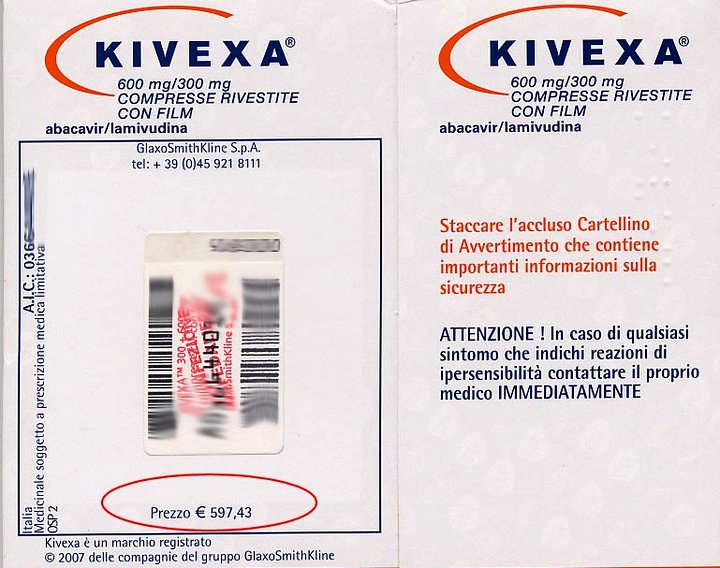 KIVEXA®
600 mg/300 mg
COMPRESSE RIVESTITE
CON FILM
abacavir/lamivudina
GlaxoSmithKline S.p.A.
tel: + 39 (0)45 921 8111
A.I.C.: 036
Medicinale soggetto a prescrizione medica limitativa
Italia
OSP2
GlaxoSmithKline S
Prezzo € 597,43
Kivexa è un marchio registrato
© 2007 delle compagnie del gruppo GlaxoSmithKline
KIVEXA®
600 mg/300 mg
COMPRESSE RIVESTITE
CON FILM
abacavir/lamivudina
Staccare l'accluso Cartellino
di Avvertimento che contiene
importanti informazioni sulla
sicurezza
ATTENZIONE ! In caso di qualsiasi
sintomo che indichi reazioni di
ipersensibilità contattare il proprio
medico IMMEDIATAMENTE